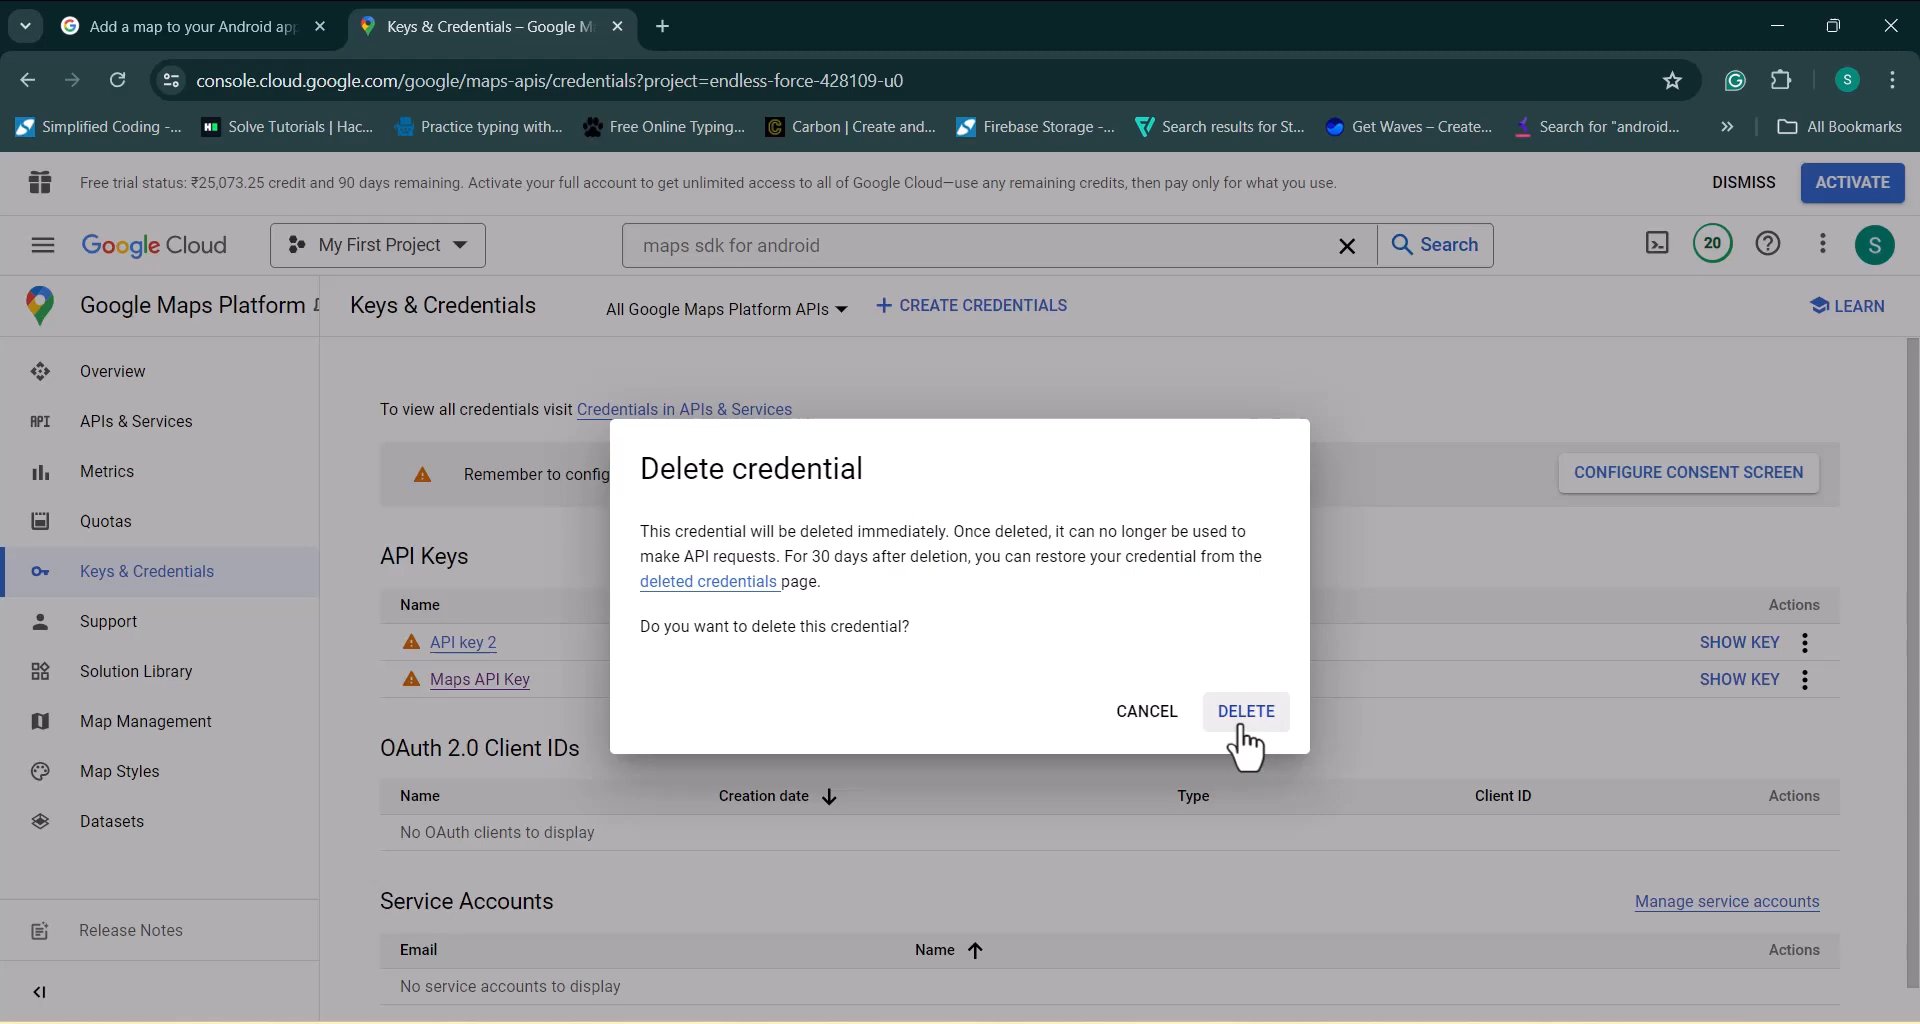 Add a map to your Android app
Keys & Credentials – Google M
console.cloud.google.com/google/maps-apis/credentials?project=endless-force-428109-u0
S
Simplified Coding -...
Solve Tutorials | Hac...
Practice typing with...
Free Online Typing...
Carbon | Create and...
Firebase Storage -...
Search results for St...
Get Waves – Create...
Search for "android...
All Bookmarks
Free trial status: ₹25,073.25 credit and 90 days remaining. Activate your full account to get unlimited access to all of Google Cloud—use any remaining credits, then pay only for what you use.
DISMISS
ACTIVATE
Google Cloud
My First Project
maps sdk for android
Search
20
S
Google Maps Platform
Keys & Credentials
All Google Maps Platform APIs
CREATE CREDENTIALS
LEARN
Overview
API APIs & Services
Metrics
Quotas
Keys & Credentials
Support
Solution Library
Map Management
Map Styles
Datasets
Release Notes
To view all credentials visit Credentials in APIs & Services
Remember to config
CONFIGURE CONSENT SCREEN
API Keys
Name
Actions
API key 2
SHOW KEY
Maps API Key
SHOW KEY
Delete credential
This credential will be deleted immediately. Once deleted, it can no longer be used to
make API requests. For 30 days after deletion, you can restore your credential from the
deleted credentials page.
Do you want to delete this credential?
CANCEL
DELETE
OAuth 2.0 Client IDs
Name
Creation date
Type
Client ID
Actions
No OAuth clients to display
Service Accounts
Manage service accounts
Email
Name
Actions
No service accounts to display